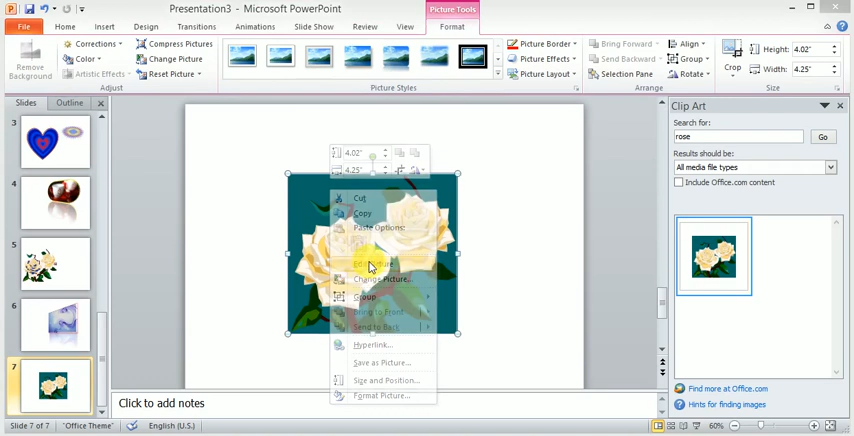 Presentation3 - Microsoft PowerPoint
Picture Tools
File
Home
Insert
Design
Transitions
Animations
Slide Show
Review
View
Format
Remove
Background
Corrections
Color
Artistic Effects
Compress Pictures
Change Picture
Reset Picture
Adjust
Picture Styles
Picture Border
Picture Effects
Picture Layout
Bring Forward
Send Backward
Selection Pane
Align
Group
Rotate
Arrange
Crop
Height: 4.02"
Width: 4.25"
Size
Slides
Outline
3
4
5
6
7
4.02"
4.25"
Cut
Copy
Paste Options:
Edit Picture
Change Picture...
Group
Bring to Front
Send to Back
Hyperlink...
Save as Picture...
Size and Position...
Format Picture...
Clip Art
Search for:
rose
Go
Results should be:
All media file types
Include Office.com content
Find more at Office.com
Hints for finding images
Click to add notes
Slide 7 of 7
"Office Theme"
English (U.S.)
60%